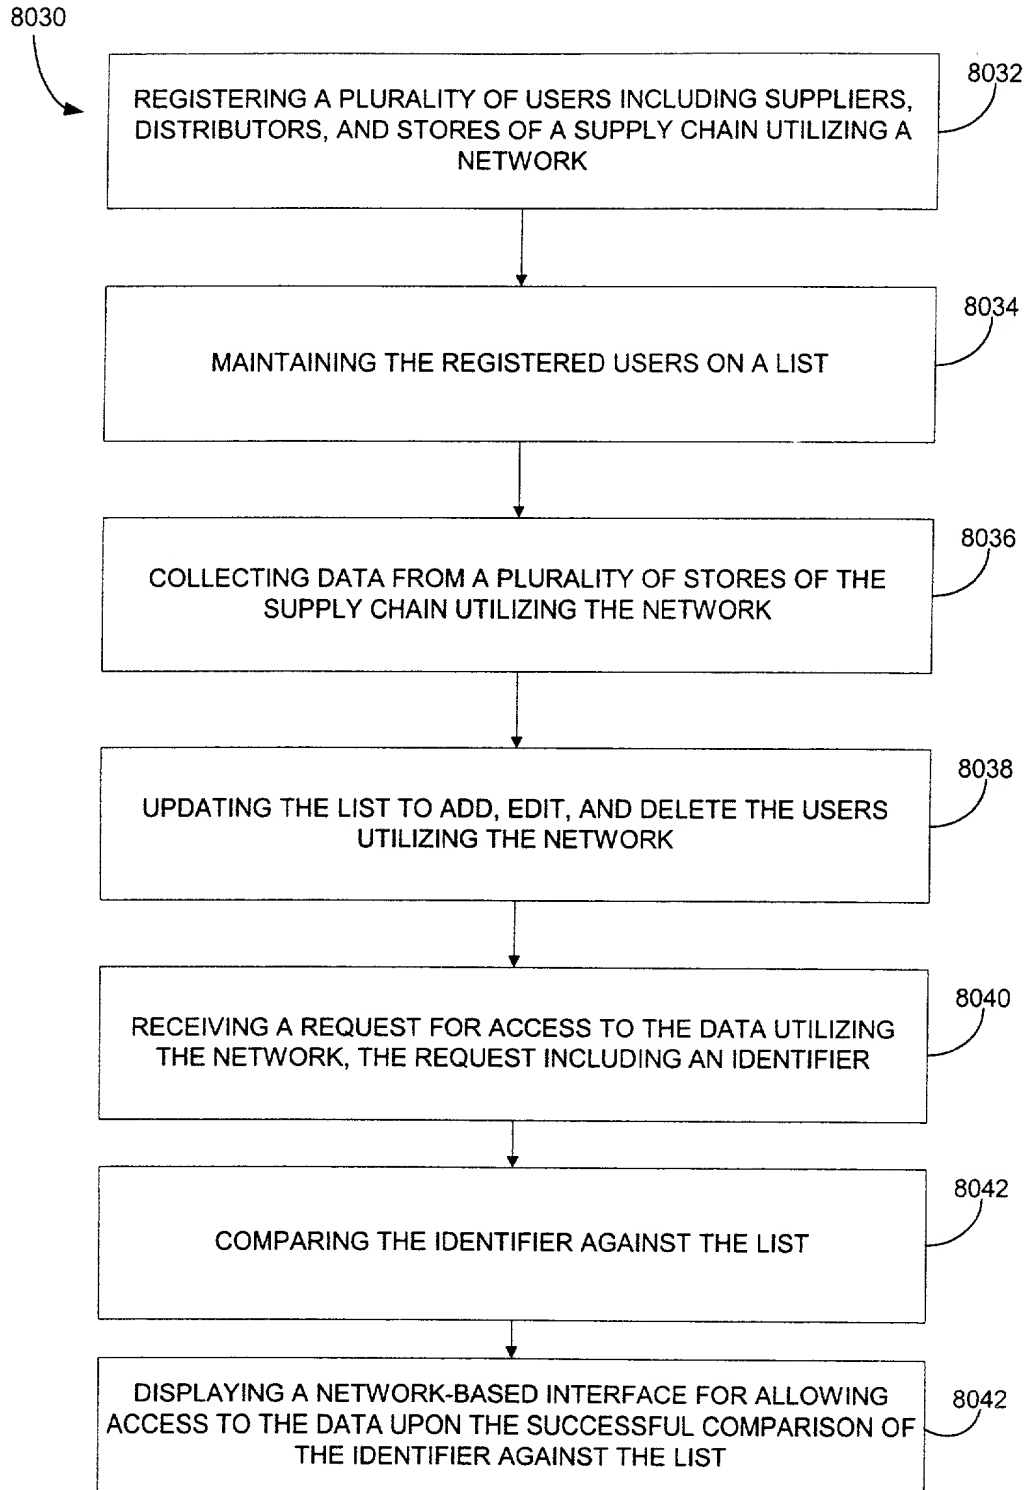 8030
8032
REGISTERING A PLURALITY OF USERS INCLUDING SUPPLIERS,
DISTRIBUTORS, AND STORES OF A SUPPLY CHAIN UTILIZING A
NETWORK
8034
MAINTAINING THE REGISTERED USERS ON A LIST
8036
COLLECTING DATA FROM A PLURALITY OF STORES OF THE
SUPPLY CHAIN UTILIZING THE NETWORK
8038
UPDATING THE LIST TO ADD, EDIT, AND DELETE THE USERS
UTILIZING THE NETWORK
8040
RECEIVING A REQUEST FOR ACCESS TO THE DATA UTILIZING
THE NETWORK, THE REQUEST INCLUDING AN IDENTIFIER
8042
COMPARING THE IDENTIFIER AGAINST THE LIST
8042
DISPLAYING A NETWORK-BASED INTERFACE FOR ALLOWING
ACCESS TO THE DATA UPON THE SUCCESSFUL COMPARISON OF
THE IDENTIFIER AGAINST THE LIST